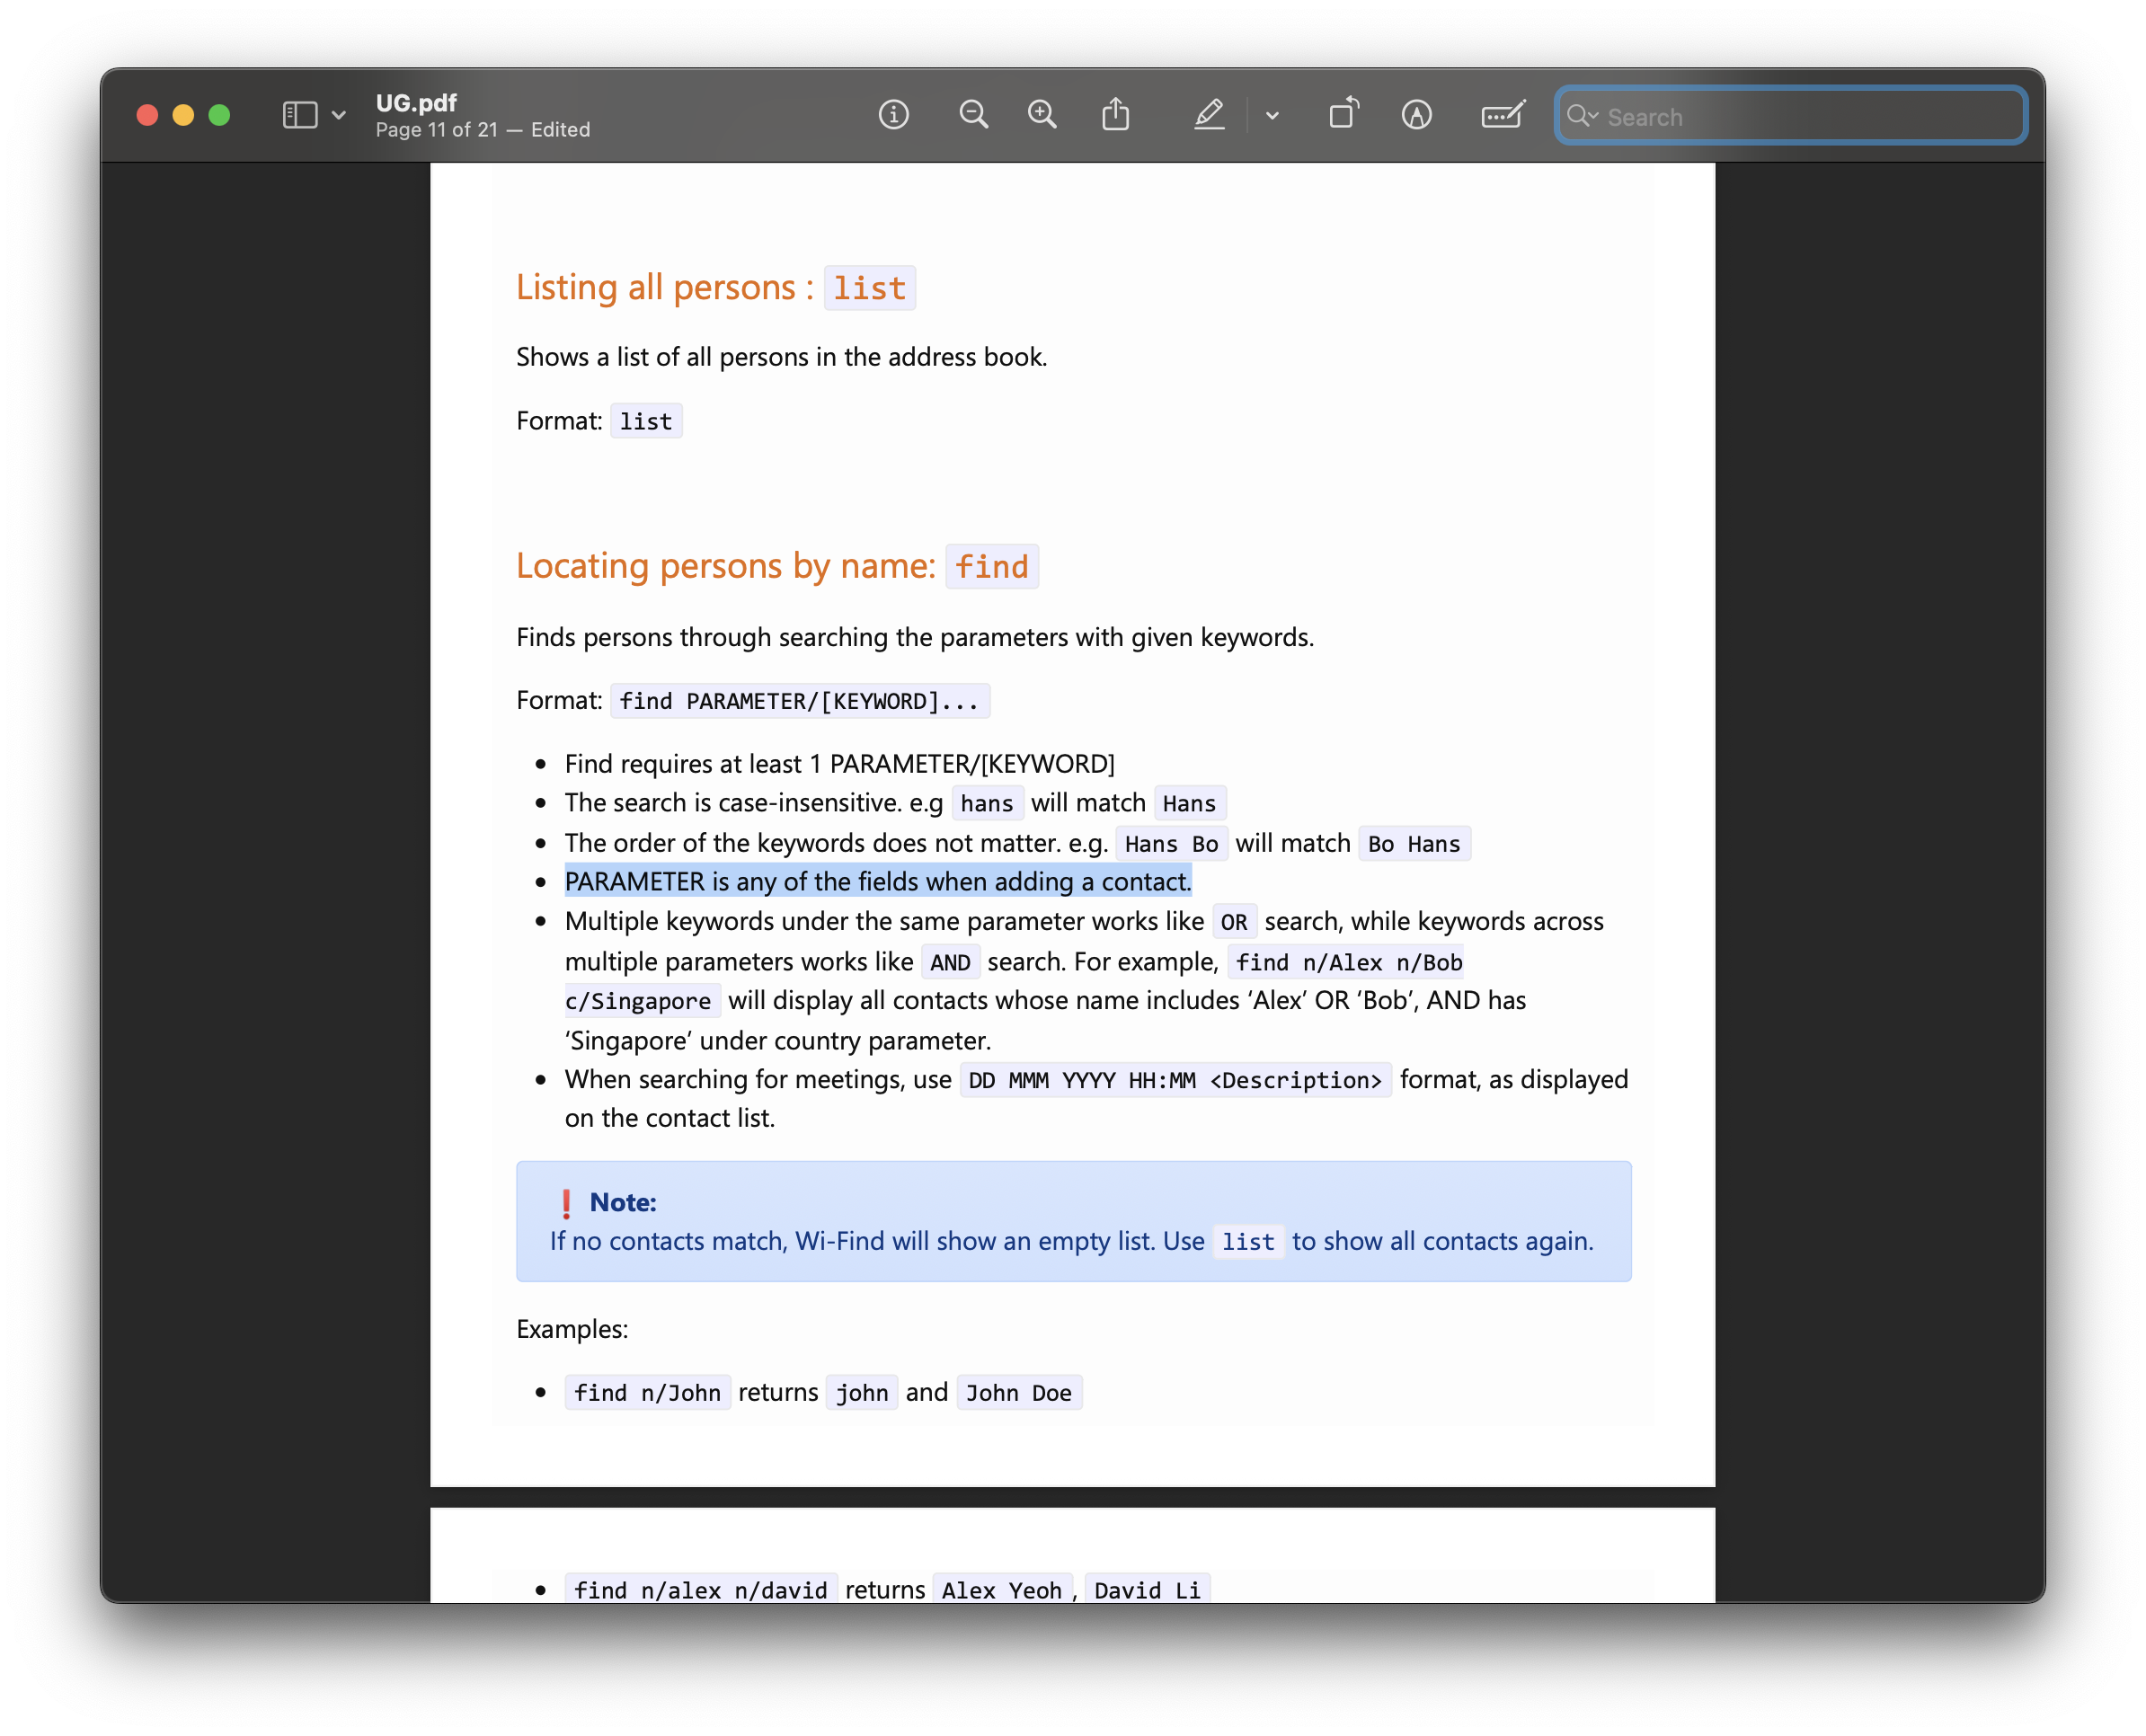 UG.pdf
Page 11 of 21 — Edited
Search
Listing all persons : list
Shows a list of all persons in the address book.
Format: list
Locating persons by name: find
Finds persons through searching the parameters with given keywords.
Format: find PARAMETER/[KEYWORD]...
• Find requires at least 1 PARAMETER/[KEYWORD]
• The search is case-insensitive. e.g hans will match Hans
• The order of the keywords does not matter. e.g. Hans Bo will match Bo Hans
• PARAMETER is any of the fields when adding a contact.
• Multiple keywords under the same parameter works like OR search, while keywords across
multiple parameters works like AND search. For example, find n/Alex n/Bob
c/Singapore will display all contacts whose name includes ‘Alex’ OR ‘Bob’, AND has
‘Singapore’ under country parameter.
• When searching for meetings, use DD MMM YYYY HH:MM <Description> format, as displayed
on the contact list.
❗ Note:
If no contacts match, Wi-Find will show an empty list. Use list to show all contacts again.
Examples:
• find n/John returns john and John Doe
• find n/alex n/david returns Alex Yeoh , David Li